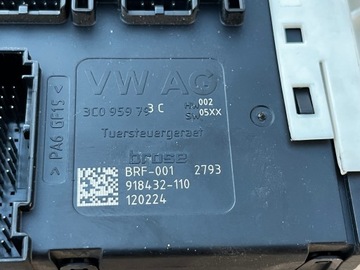 > PA6 GF15 <
VW AG
3C0 959 79 3 C
HW 002
SW 05XX
Tuersteuergeraet
brose
BRF-001 2793
918432-110
120224